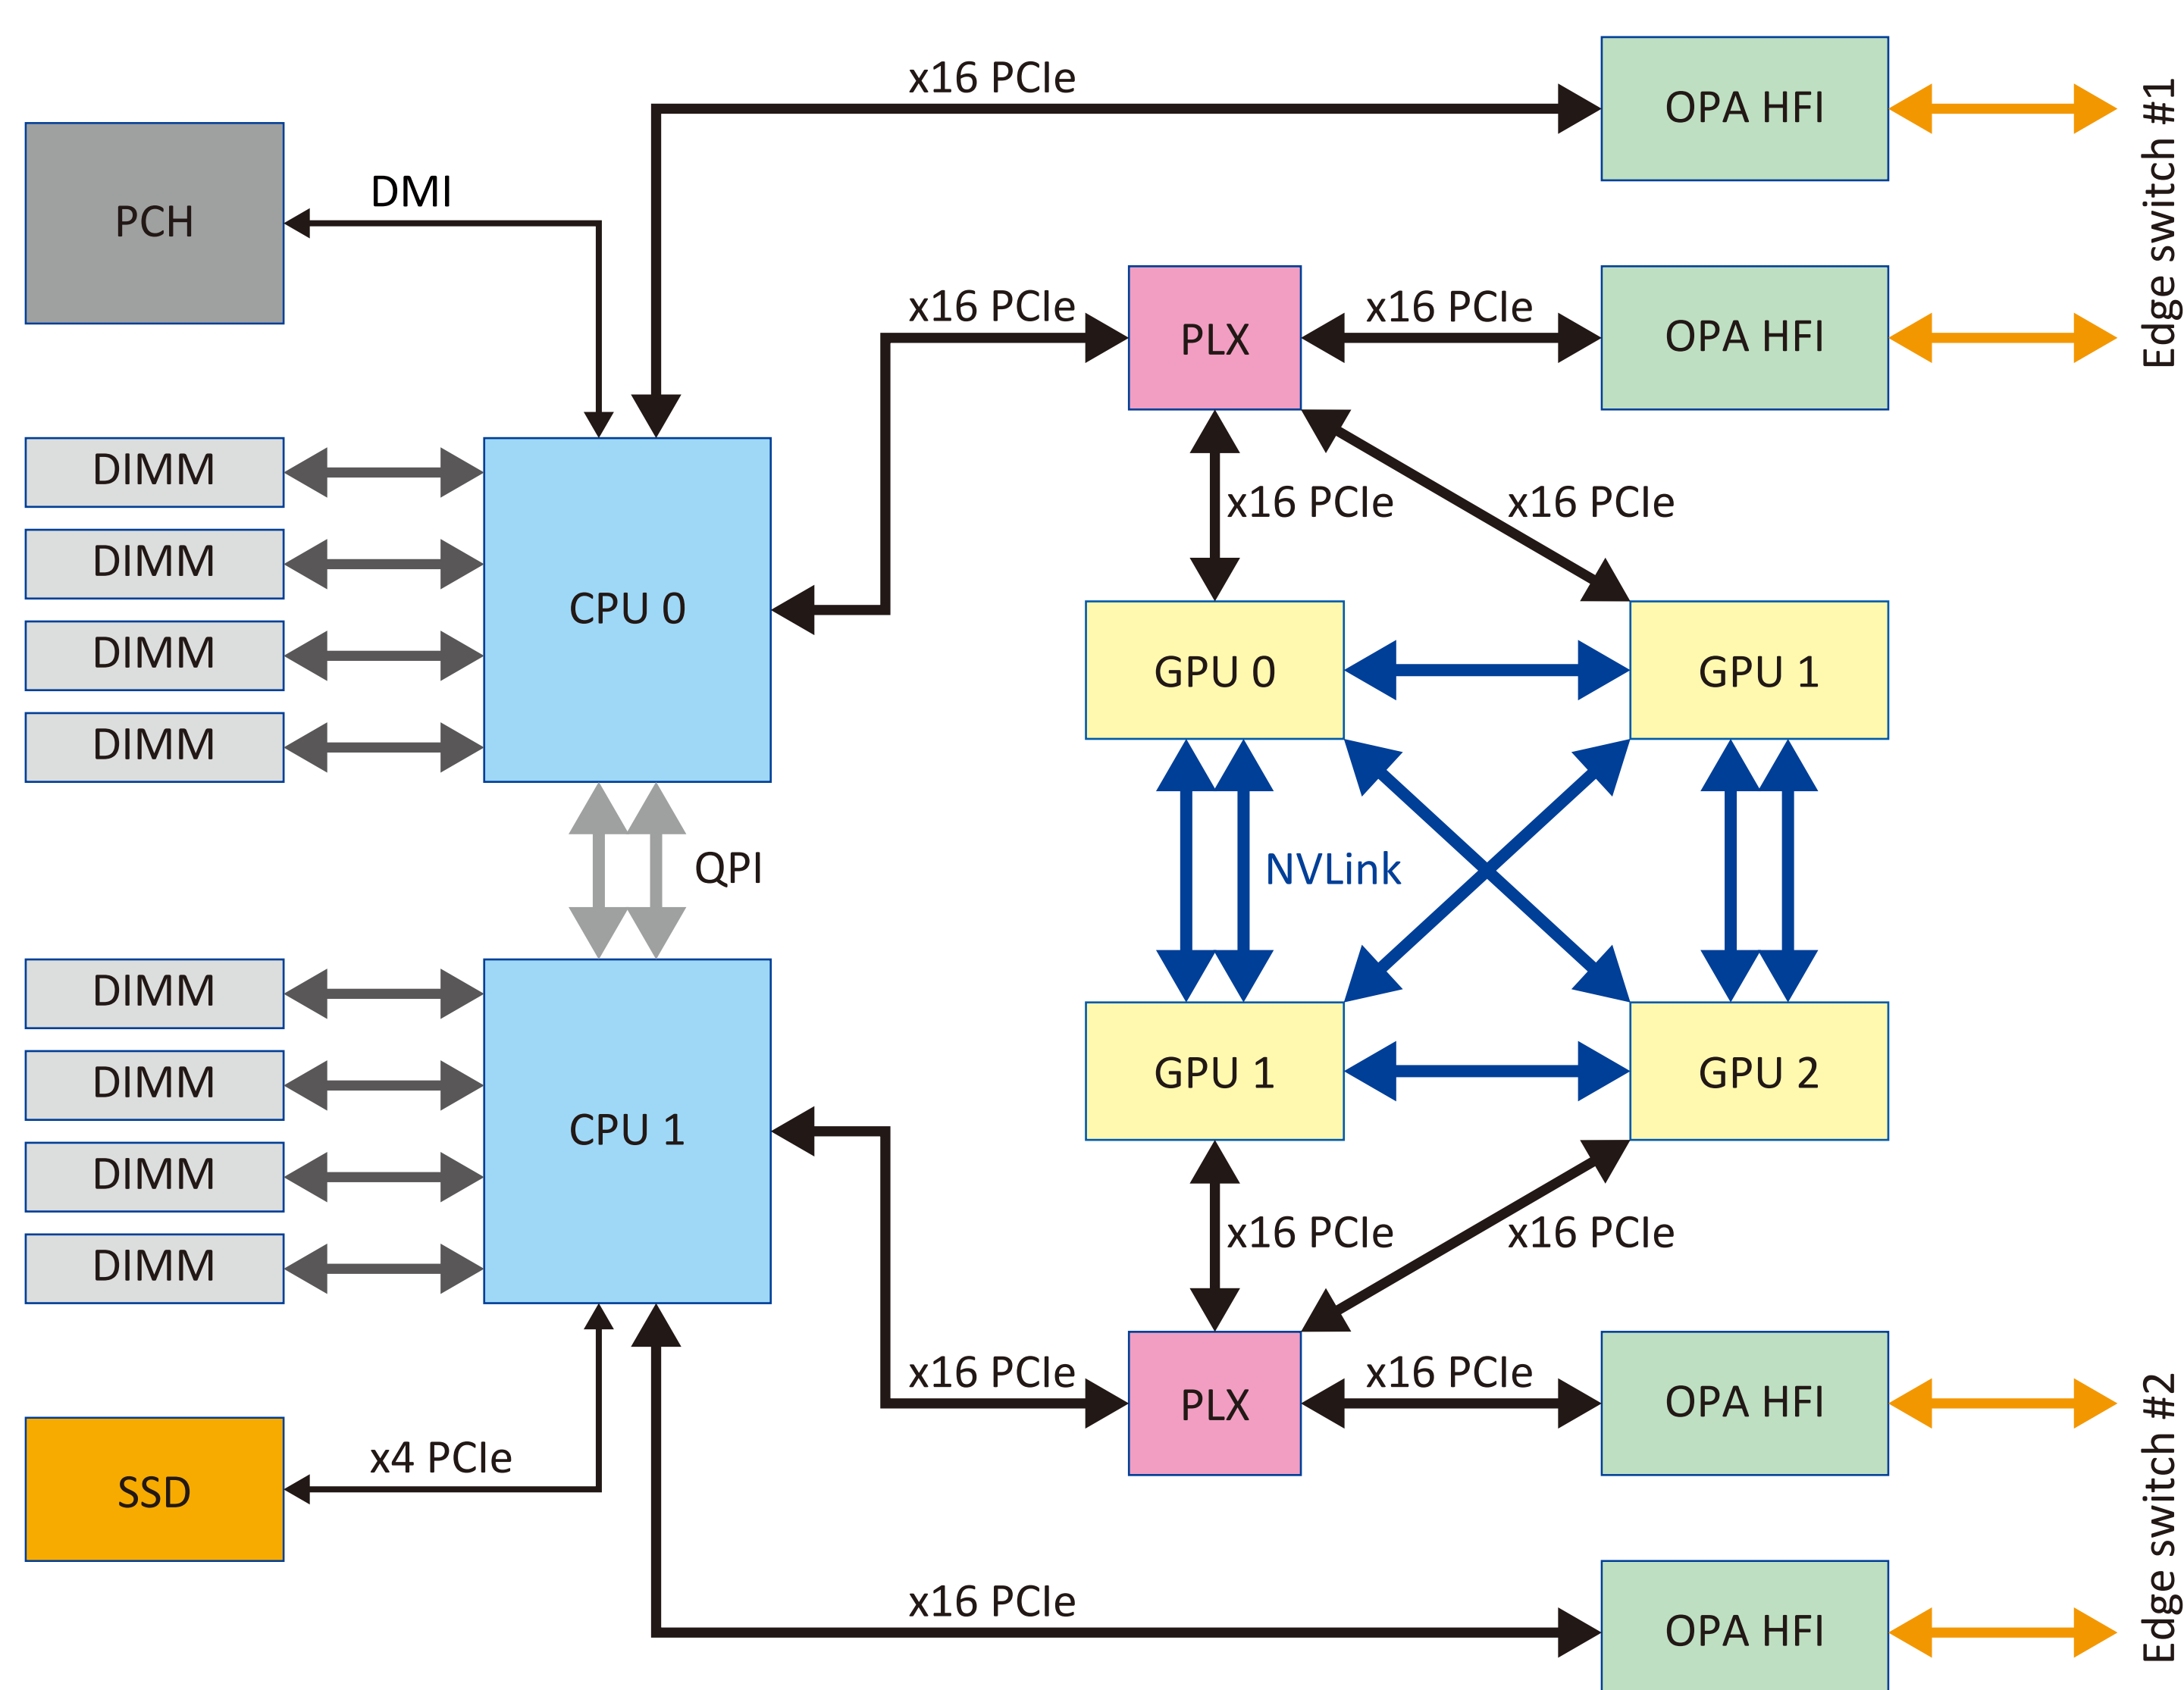 x16 PCIe
OPA HFI
Edge switch #1
PCH
DMI
x16 PCIe
PLX
x16 PCIe
OPA HFI
DIMM
DIMM
DIMM
DIMM
CPU 0
x16 PCIe
x16 PCIe
GPU 0
GPU 1
QPI
NVLink
DIMM
DIMM
DIMM
DIMM
CPU 1
GPU 1
GPU 2
x16 PCIe
x16 PCIe
x16 PCIe
PLX
x16 PCIe
OPA HFI
Edge switch #2
SSD
x4 PCIe
x16 PCIe
OPA HFI